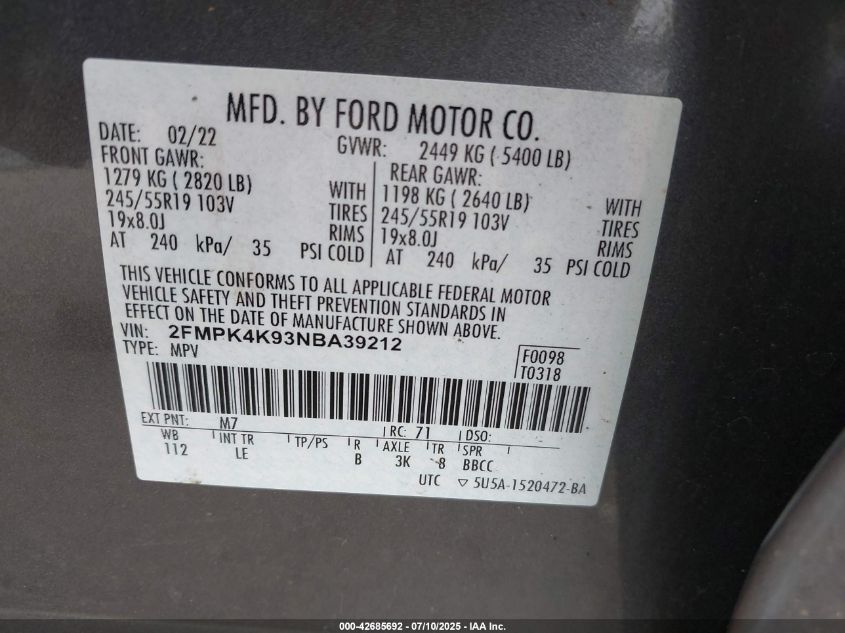 MFD. BY FORD MOTOR CO.
DATE: 02/22 GVWR: 2449 KG ( 5400 LB)
FRONT GAWR: REAR GAWR:
1279 KG ( 2820 LB) WITH 1198 KG ( 2640 LB) WITH
245/55R19 103V TIRES 245/55R19 103V TIRES
19x8.0J RIMS 19x8.0J RIMS
AT 240 kPa/ 35 PSI COLD AT 240 kPa/ 35 PSI COLD
THIS VEHICLE CONFORMS TO ALL APPLICABLE FEDERAL MOTOR
VEHICLE SAFETY AND THEFT PREVENTION STANDARDS IN
EFFECT ON THE DATE OF MANUFACTURE SHOWN ABOVE.
VIN: 2FMPK4K93NBA39212
TYPE: MPV
F0098
T0318
EXT PNT: M7 RC: 71 DSO:
WB INT TR TP/PS R AXLE TR SPR
112 LE B 3K 8 BBCC
UTC ▽ 5U5A-1520472-BA
000-42685692 - 07/10/2025 - IAA Inc.